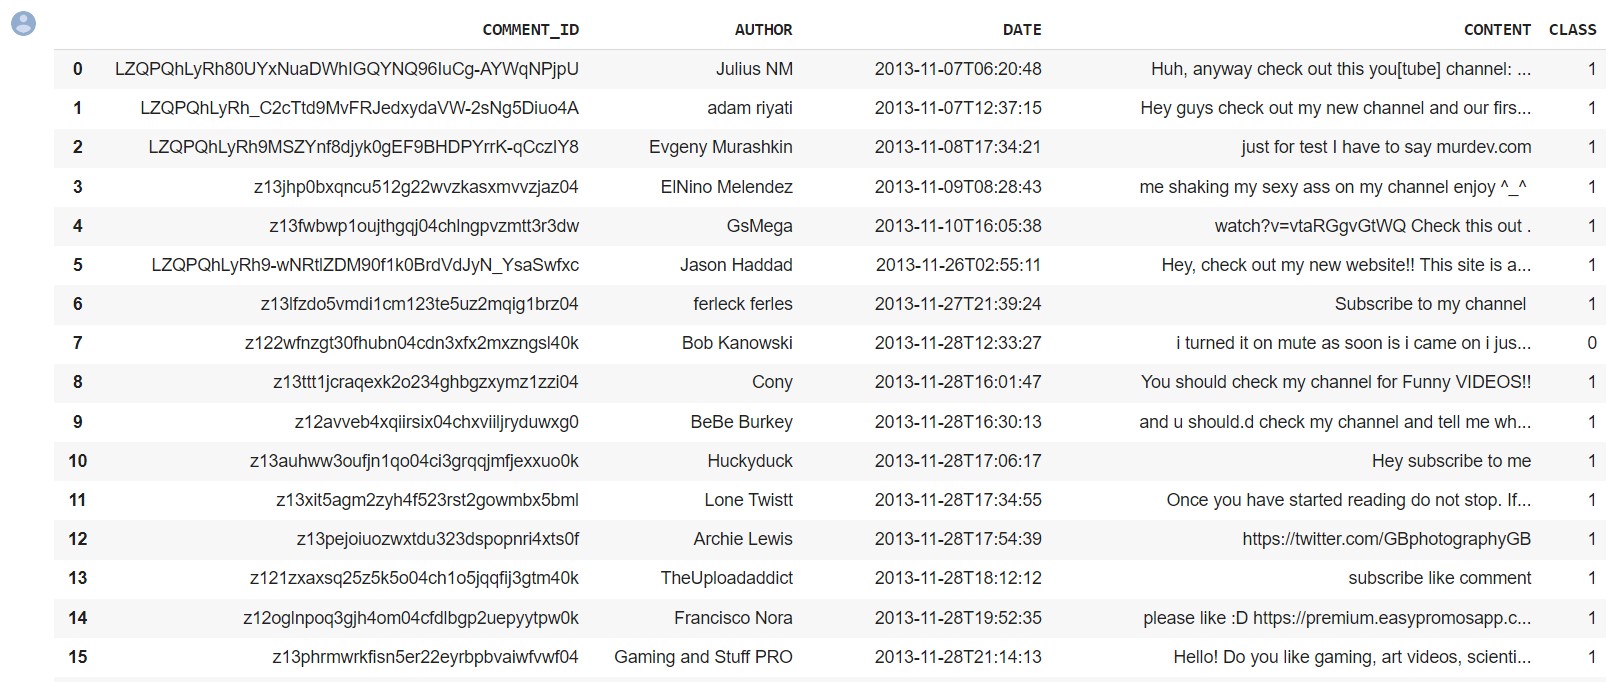 COMMENT_ID AUTHOR DATE CONTENT CLASS
0 LZQPQhLyRh80UYxNuaDWhIGQYNQ96IuCg-AYWqNPjpU Julius NM 2013-11-07T06:20:48 Huh, anyway check out this you[tube] channel: ... 1
1 LZQPQhLyRh_C2cTtd9MvFRJedxydaVW-2sNg5Diuo4A adam riyati 2013-11-07T12:37:15 Hey guys check out my new channel and our firs... 1
2 LZQPQhLyRh9MSZYnf8djyk0gEF9BHDPYrrK-qCczIY8 Evgeny Murashkin 2013-11-08T17:34:21 just for test I have to say murdev.com 1
3 z13jhp0bxqncu512g22wvzkasxmvvzjaz04 ElNino Melendez 2013-11-09T08:28:43 me shaking my sexy ass on my channel enjoy ^_^ 1
4 z13fwbwp1oujthgqj04chlngpvzmtt3r3dw GsMega 2013-11-10T16:05:38 watch?v=vtaRGgvGtWQ Check this out . 1
5 LZQPQhLyRh9-wNRtlZDM90f1k0BrdVdJyN_YsaSwfxc Jason Haddad 2013-11-26T02:55:11 Hey, check out my new website!! This site is a... 1
6 z13lfzdo5vmdi1cm123te5uz2mqig1brz04 ferleck ferles 2013-11-27T21:39:24 Subscribe to my channel 1
7 z122wfnzgt30fhubn04cdn3xfx2mxzngsl40k Bob Kanowski 2013-11-28T12:33:27 i turned it on mute as soon is i came on i jus... 0
8 z13ttt1jcraqexk2o234ghbgzxymz1zzi04 Cony 2013-11-28T16:01:47 You should check my channel for Funny VIDEOS!! 1
9 z12avveb4xqiirsix04chxviiljryduwxg0 BeBe Burkey 2013-11-28T16:30:13 and u should.d check my channel and tell me wh... 1
10 z13auhww3oufjn1qo04ci3grqqjmfjexxuo0k Huckyduck 2013-11-28T17:06:17 Hey subscribe to me 1
11 z13xit5agm2zyh4f523rst2gowmbx5bml Lone Twistt 2013-11-28T17:34:55 Once you have started reading do not stop. If... 1
12 z13pejoiuozwxtdu323dspopnri4xts0f Archie Lewis 2013-11-28T17:54:39 https://twitter.com/GBphotographyGB 1
13 z121zxaxsq25z5k5o04ch1o5jqqfij3gtm40k TheUploadaddict 2013-11-28T18:12:12 subscribe like comment 1
14 z12oglnpoq3gjh4om04cfdlbgp2uepyytpw0k Francisco Nora 2013-11-28T19:52:35 please like :D https://premium.easypromosapp.c... 1
15 z13phrmwrkfisn5er22eyrbpbvaiwfvwf04 Gaming and Stuff PRO 2013-11-28T21:14:13 Hello! Do you like gaming, art videos, scienti... 1